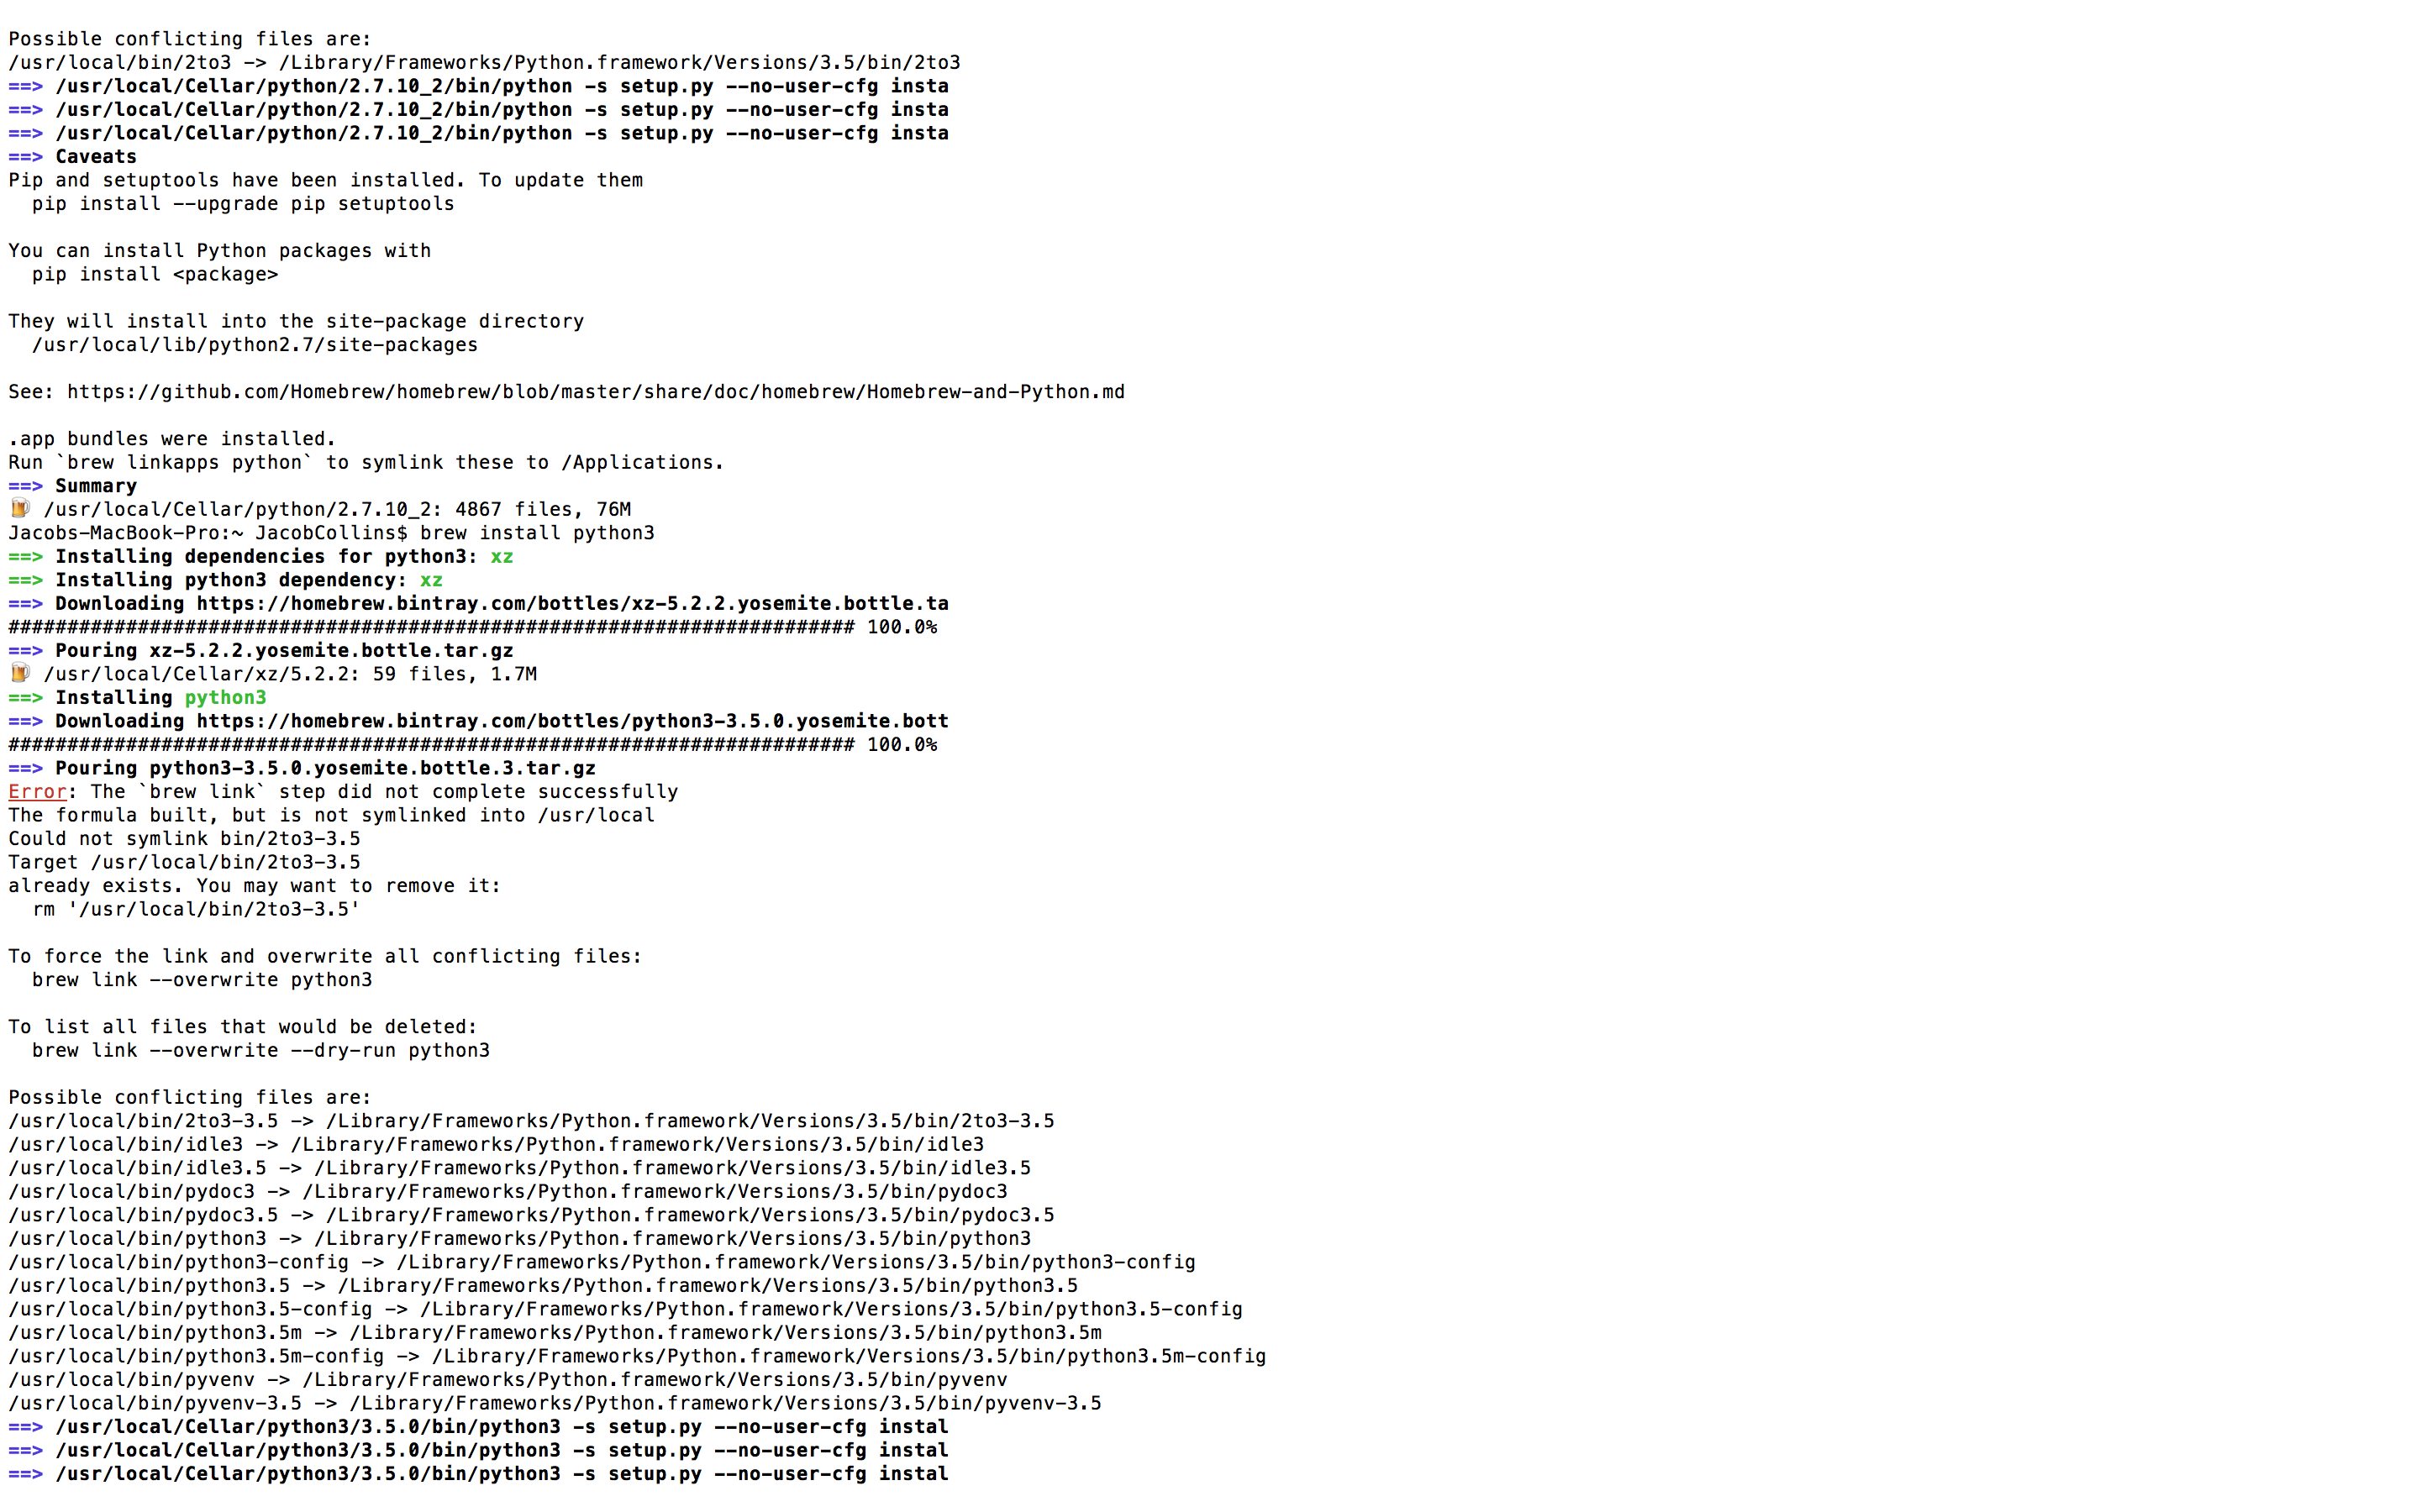 Possible conflicting files are:
/usr/local/bin/2to3 -> /Library/Frameworks/Python.framework/Versions/3.5/bin/2to3
==> /usr/local/Cellar/python/2.7.10_2/bin/python -s setup.py --no-user-cfg insta
==> /usr/local/Cellar/python/2.7.10_2/bin/python -s setup.py --no-user-cfg insta
==> /usr/local/Cellar/python/2.7.10_2/bin/python -s setup.py --no-user-cfg insta
==> Caveats
Pip and setuptools have been installed. To update them
  pip install --upgrade pip setuptools

You can install Python packages with
  pip install <package>

They will install into the site-package directory
  /usr/local/lib/python2.7/site-packages

See: https://github.com/Homebrew/homebrew/blob/master/share/doc/homebrew/Homebrew-and-Python.md

.app bundles were installed.
Run `brew linkapps python` to symlink these to /Applications.
==> Summary
🍺 /usr/local/Cellar/python/2.7.10_2: 4867 files, 76M
Jacobs-MacBook-Pro:~ JacobCollins$ brew install python3
==> Installing dependencies for python3: xz
==> Installing python3 dependency: xz
==> Downloading https://homebrew.bintray.com/bottles/xz-5.2.2.yosemite.bottle.ta
######################################################################## 100.0%
==> Pouring xz-5.2.2.yosemite.bottle.tar.gz
🍺 /usr/local/Cellar/xz/5.2.2: 59 files, 1.7M
==> Installing python3
==> Downloading https://homebrew.bintray.com/bottles/python3-3.5.0.yosemite.bott
######################################################################## 100.0%
==> Pouring python3-3.5.0.yosemite.bottle.3.tar.gz
Error: The `brew link` step did not complete successfully
The formula built, but is not symlinked into /usr/local
Could not symlink bin/2to3-3.5
Target /usr/local/bin/2to3-3.5
already exists. You may want to remove it:
  rm '/usr/local/bin/2to3-3.5'

To force the link and overwrite all conflicting files:
  brew link --overwrite python3

To list all files that would be deleted:
  brew link --overwrite --dry-run python3

Possible conflicting files are:
/usr/local/bin/2to3-3.5 -> /Library/Frameworks/Python.framework/Versions/3.5/bin/2to3-3.5
/usr/local/bin/idle3 -> /Library/Frameworks/Python.framework/Versions/3.5/bin/idle3
/usr/local/bin/idle3.5 -> /Library/Frameworks/Python.framework/Versions/3.5/bin/idle3.5
/usr/local/bin/pydoc3 -> /Library/Frameworks/Python.framework/Versions/3.5/bin/pydoc3
/usr/local/bin/pydoc3.5 -> /Library/Frameworks/Python.framework/Versions/3.5/bin/pydoc3.5
/usr/local/bin/python3 -> /Library/Frameworks/Python.framework/Versions/3.5/bin/python3
/usr/local/bin/python3-config -> /Library/Frameworks/Python.framework/Versions/3.5/bin/python3-config
/usr/local/bin/python3.5 -> /Library/Frameworks/Python.framework/Versions/3.5/bin/python3.5
/usr/local/bin/python3.5-config -> /Library/Frameworks/Python.framework/Versions/3.5/bin/python3.5-config
/usr/local/bin/python3.5m -> /Library/Frameworks/Python.framework/Versions/3.5/bin/python3.5m
/usr/local/bin/python3.5m-config -> /Library/Frameworks/Python.framework/Versions/3.5/bin/python3.5m-config
/usr/local/bin/pyvenv -> /Library/Frameworks/Python.framework/Versions/3.5/bin/pyvenv
/usr/local/bin/pyvenv-3.5 -> /Library/Frameworks/Python.framework/Versions/3.5/bin/pyvenv-3.5
==> /usr/local/Cellar/python3/3.5.0/bin/python3 -s setup.py --no-user-cfg instal
==> /usr/local/Cellar/python3/3.5.0/bin/python3 -s setup.py --no-user-cfg instal
==> /usr/local/Cellar/python3/3.5.0/bin/python3 -s setup.py --no-user-cfg instal